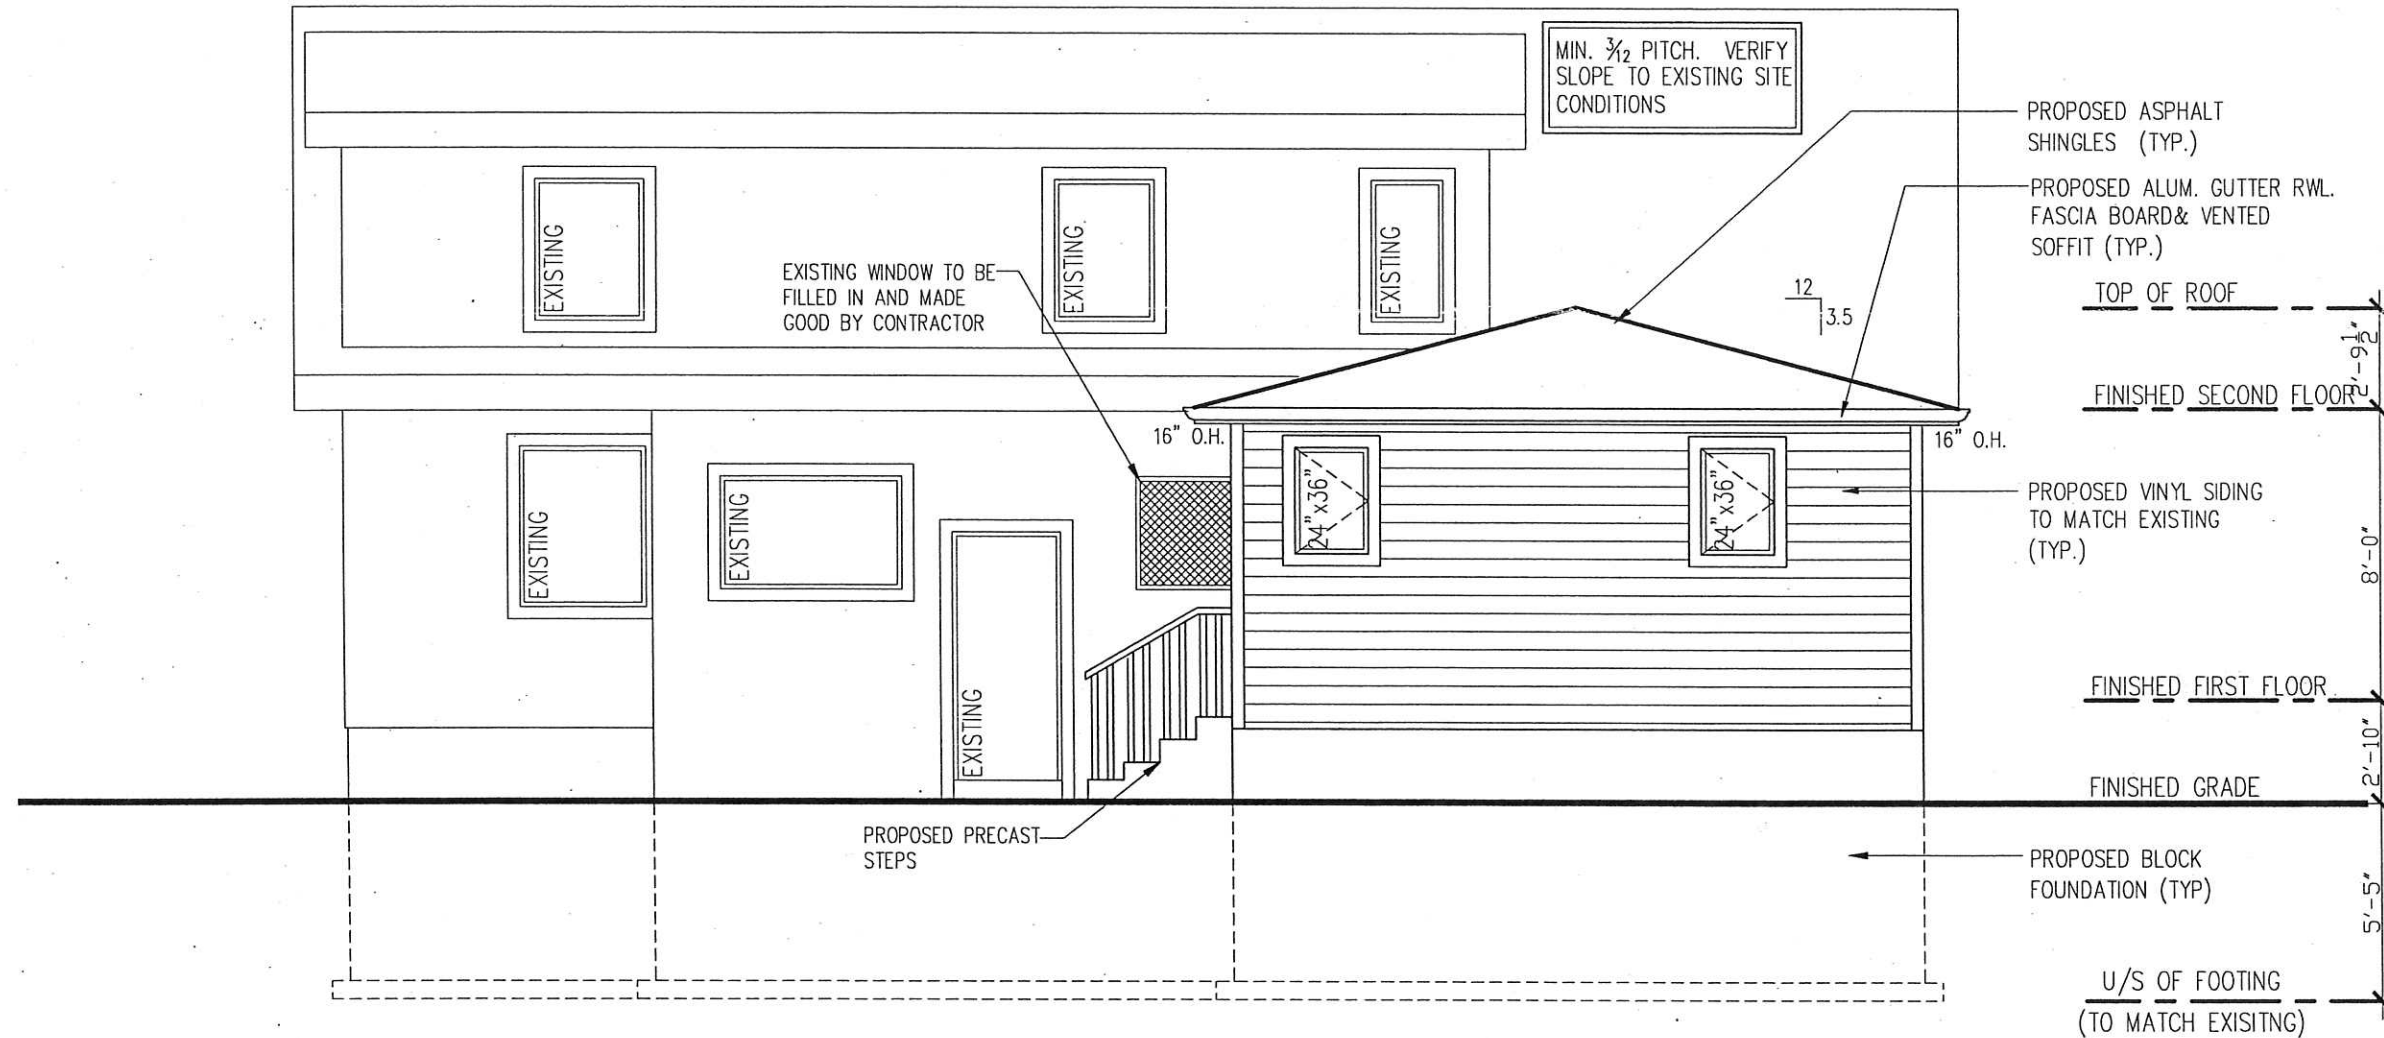 MIN. 3/12 PITCH. VERIFY
SLOPE TO EXISTING SITE
CONDITIONS
PROPOSED ASPHALT
SHINGLES (TYP.)
PROPOSED ALUM. GUTTER RWL.
FASCIA BOARD& VENTED
SOFFIT (TYP.)
EXISTING
EXISTING
EXISTING
EXISTING WINDOW TO BE
FILLED IN AND MADE
GOOD BY CONTRACTOR
12
3.5
TOP OF ROOF
2'-9 1/2"
FINISHED SECOND FLOOR
16" O.H.
16" O.H.
EXISTING
EXISTING
24"x36"
24"x36"
PROPOSED VINYL SIDING
TO MATCH EXISTING
(TYP.)
8'-0"
EXISTING
FINISHED FIRST FLOOR
2'-10"
FINISHED GRADE
PROPOSED PRECAST
STEPS
PROPOSED BLOCK
FOUNDATION (TYP)
5'-5"
U/S OF FOOTING
(TO MATCH EXISITNG)